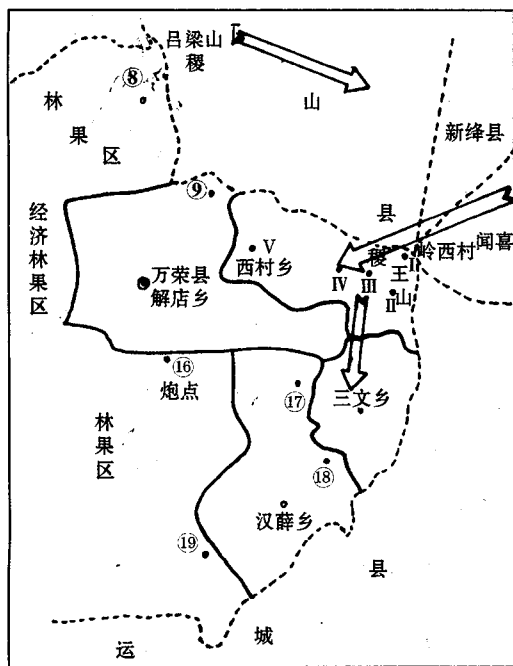 吕梁山
稷
山
县
⑧
林
果
区
新绛县
⑨
经济林果区
Ⅴ
西村乡
万荣县
解店乡
稷
王
山
Ⅰ
岭西村
闻喜
Ⅳ
Ⅲ
Ⅱ
⑯
炮点
⑰
三文乡
林
果
区
⑱
汉薛乡
⑲
县
运
城